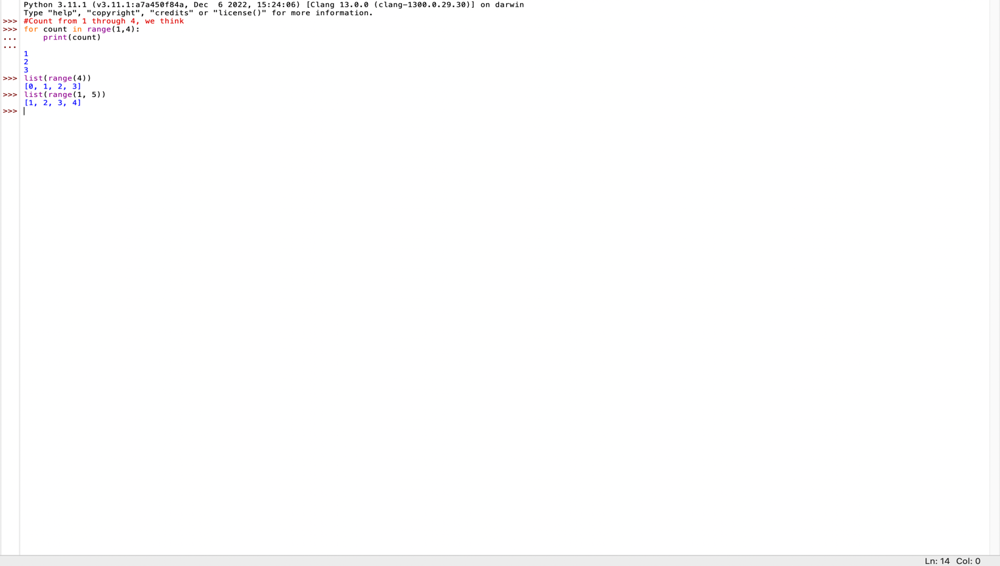 Python 3.11.1 (v3.11.1:a7a450f84a, Dec  6 2022, 15:24:06) [Clang 13.0.0 (clang-1300.0.29.30)] on darwin
Type "help", "copyright", "credits" or "license()" for more information.
>>> #Count from 1 through 4, we think
>>> for count in range(1,4):
...     print(count)
...
1
2
3
>>> list(range(4))
[0, 1, 2, 3]
>>> list(range(1, 5))
[1, 2, 3, 4]
>>>
Ln: 14  Col: 0